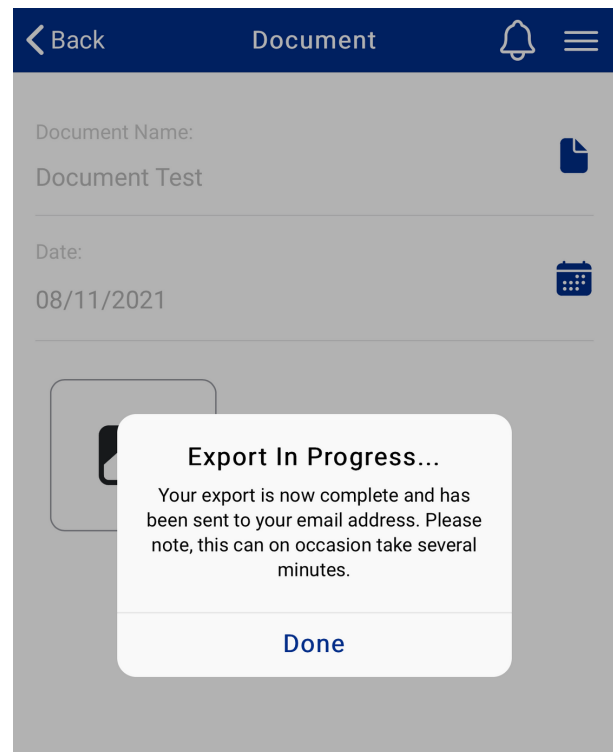 Back
Document
Document Name:
Document Test
Date:
08/11/2021
Export In Progress...
Your export is now complete and has
been sent to your email address. Please
note, this can on occasion take several
minutes.
Done